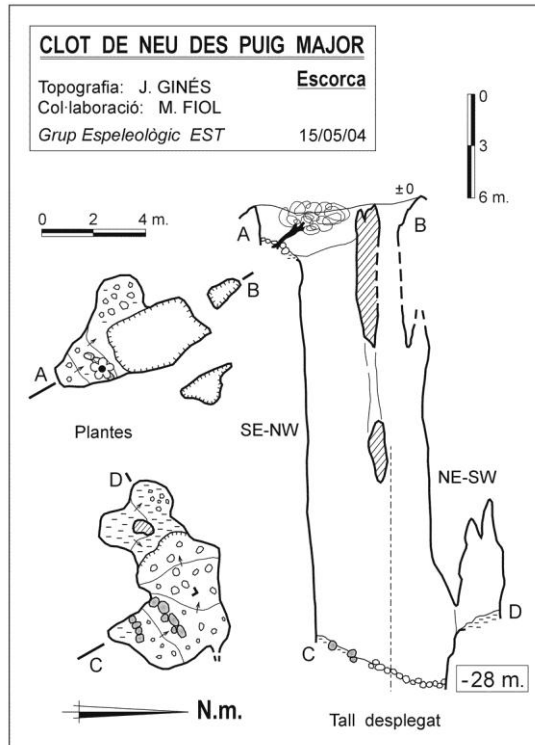 CLOT DE NEU DES PUIG MAJOR
Escorca
Topografia: J. GINÉS
Col·laboració: M. FIOL
Grup Espeleològic EST 15/05/04
0
3
6 m.
0 2 4 m.
±0
A
B
A
B
Plantes
SE-NW
NE-SW
D
C
C
D
-28 m.
N.m.
Tall desplegat